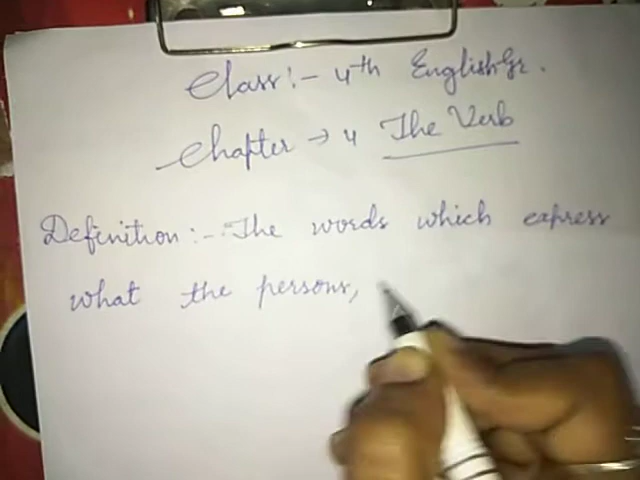 Class:- 4th English Gr.
Chapter → 4 The Verb
Definition:- "The words which express
what the persons,